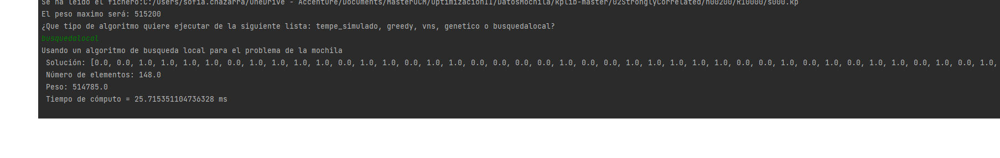 Se ha leido el fichero:C:/Users/sofia.chazarra/OneDrive - Accenture/Documents/MasterUCM/OptimizacionII/DatosMochila/kplib-master/02StronglyCorrelated/n00200/R10000/s000.kp
El peso maximo será: 515200
¿Que tipo de algoritmo quiere ejecutar de la siguiente lista: tempe_simulado, greedy, vns, genetico o busquedalocal?
busquedalocal
Usando un algoritmo de busqueda local para el problema de la mochila
Solución: [0.0, 0.0, 1.0, 1.0, 1.0, 1.0, 0.0, 1.0, 1.0, 1.0, 1.0, 0.0, 1.0, 1.0, 0.0, 1.0, 1.0, 0.0, 0.0, 0.0, 0.0, 1.0, 0.0, 0.0, 1.0, 1.0, 1.0, 1.0, 1.0, 0.0, 0.0, 1.0, 0.0, 1.0, 0.0, 1.0, 1.0, 0.0, 1.0, 0.0, 1.0,
Número de elementos: 148.0
Peso: 514785.0
Tiempo de cómputo = 25.715351104736328 ms